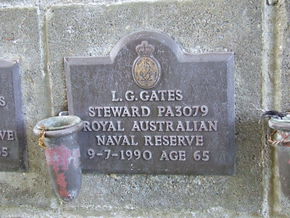 L.G. GATES
STEWARD PA3079
ROYAL AUSTRALIAN
NAVAL RESERVE
9-7-1990 AGE 65